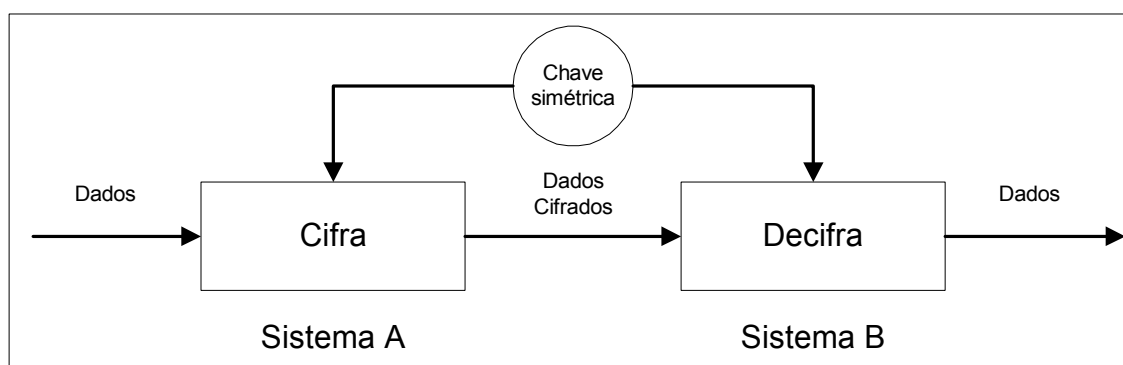 Chave
simétrica
Dados
Dados
Cifrados
Dados
Cifra
Decifra
Sistema A
Sistema B